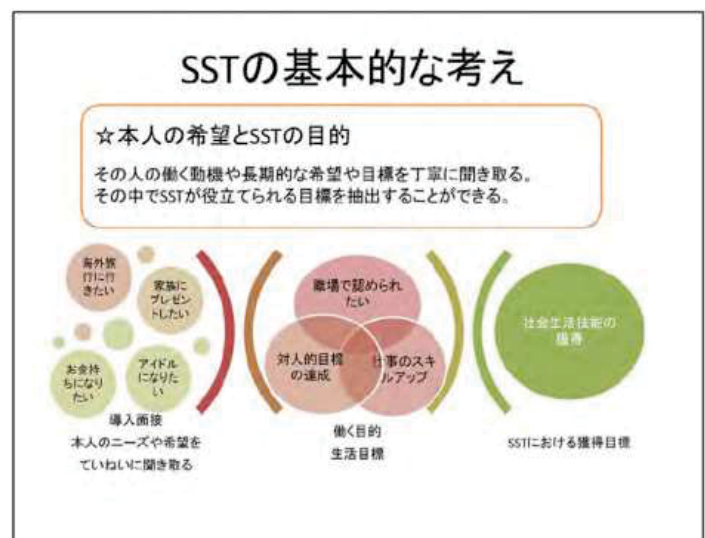 SSTの基本的な考え
☆本人の希望とSSTの目的
その人の働く動機や長期的な希望や目標を丁寧に聞き取る。
その中でSSTが役立てられる目標を抽出することができる。
海外旅
行に行
きたい
家族に
プレゼン
トしたい
お金持
ちになり
たい
アイドル
になりた
い
導入面接
本人のニーズや希望を
ていねいに聞き取る
職場で認められ
たい
対人的目標
の達成
仕事のスキ
ルアップ
働く目的
生活目標
社会生活技能の
獲得
SSTにおける獲得目標